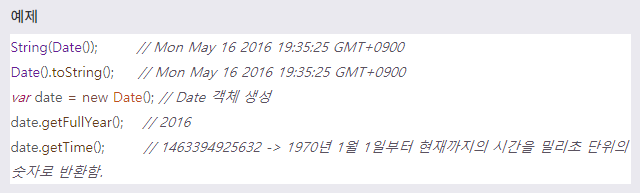 예제
String(Date()); // Mon May 16 2016 19:35:25 GMT+0900
Date().toString(); // Mon May 16 2016 19:35:25 GMT+0900
var date = new Date(); // Date 객체 생성
date.getFullYear(); // 2016
date.getTime(); // 1463394925632 -> 1970년 1월 1일부터 현재까지의 시간을 밀리초 단위의
숫자로 반환함.